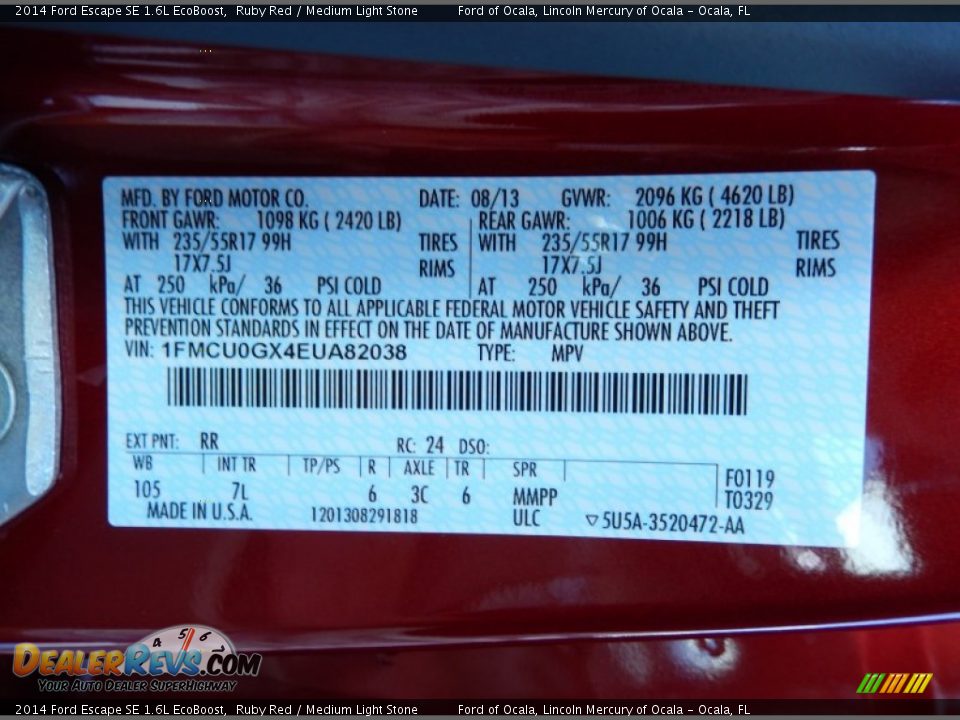 2014 Ford Escape SE 1.6L EcoBoost, Ruby Red / Medium Light Stone Ford of Ocala, Lincoln Mercury of Ocala - Ocala, FL
MFD. BY FORD MOTOR CO. DATE: 08/13 GVWR: 2096 KG ( 4620 LB)
FRONT GAWR: 1098 KG ( 2420 LB) REAR GAWR: 1006 KG ( 2218 LB)
WITH 235/55R17 99H TIRES WITH 235/55R17 99H TIRES
17X7.5J RIMS 17X7.5J RIMS
AT 250 kPa/ 36 PSI COLD AT 250 kPa/ 36 PSI COLD
THIS VEHICLE CONFORMS TO ALL APPLICABLE FEDERAL MOTOR VEHICLE SAFETY AND THEFT
PREVENTION STANDARDS IN EFFECT ON THE DATE OF MANUFACTURE SHOWN ABOVE.
VIN: 1FMCU0GX4EUA82038 TYPE: MPV
EXT PNT: RR RC: 24 DSO:
WB INT TR TP/PS R AXLE TR SPR F0119
105 7L 6 3C 6 MMPP T0329
MADE IN U.S.A. 1201308291818 ULC ▽5U5A-3520472-AA
4 5 6
DEALERREVS.COM
YOUR AUTO DEALER SUPERHIGHWAY
2014 Ford Escape SE 1.6L EcoBoost, Ruby Red / Medium Light Stone Ford of Ocala, Lincoln Mercury of Ocala - Ocala, FL